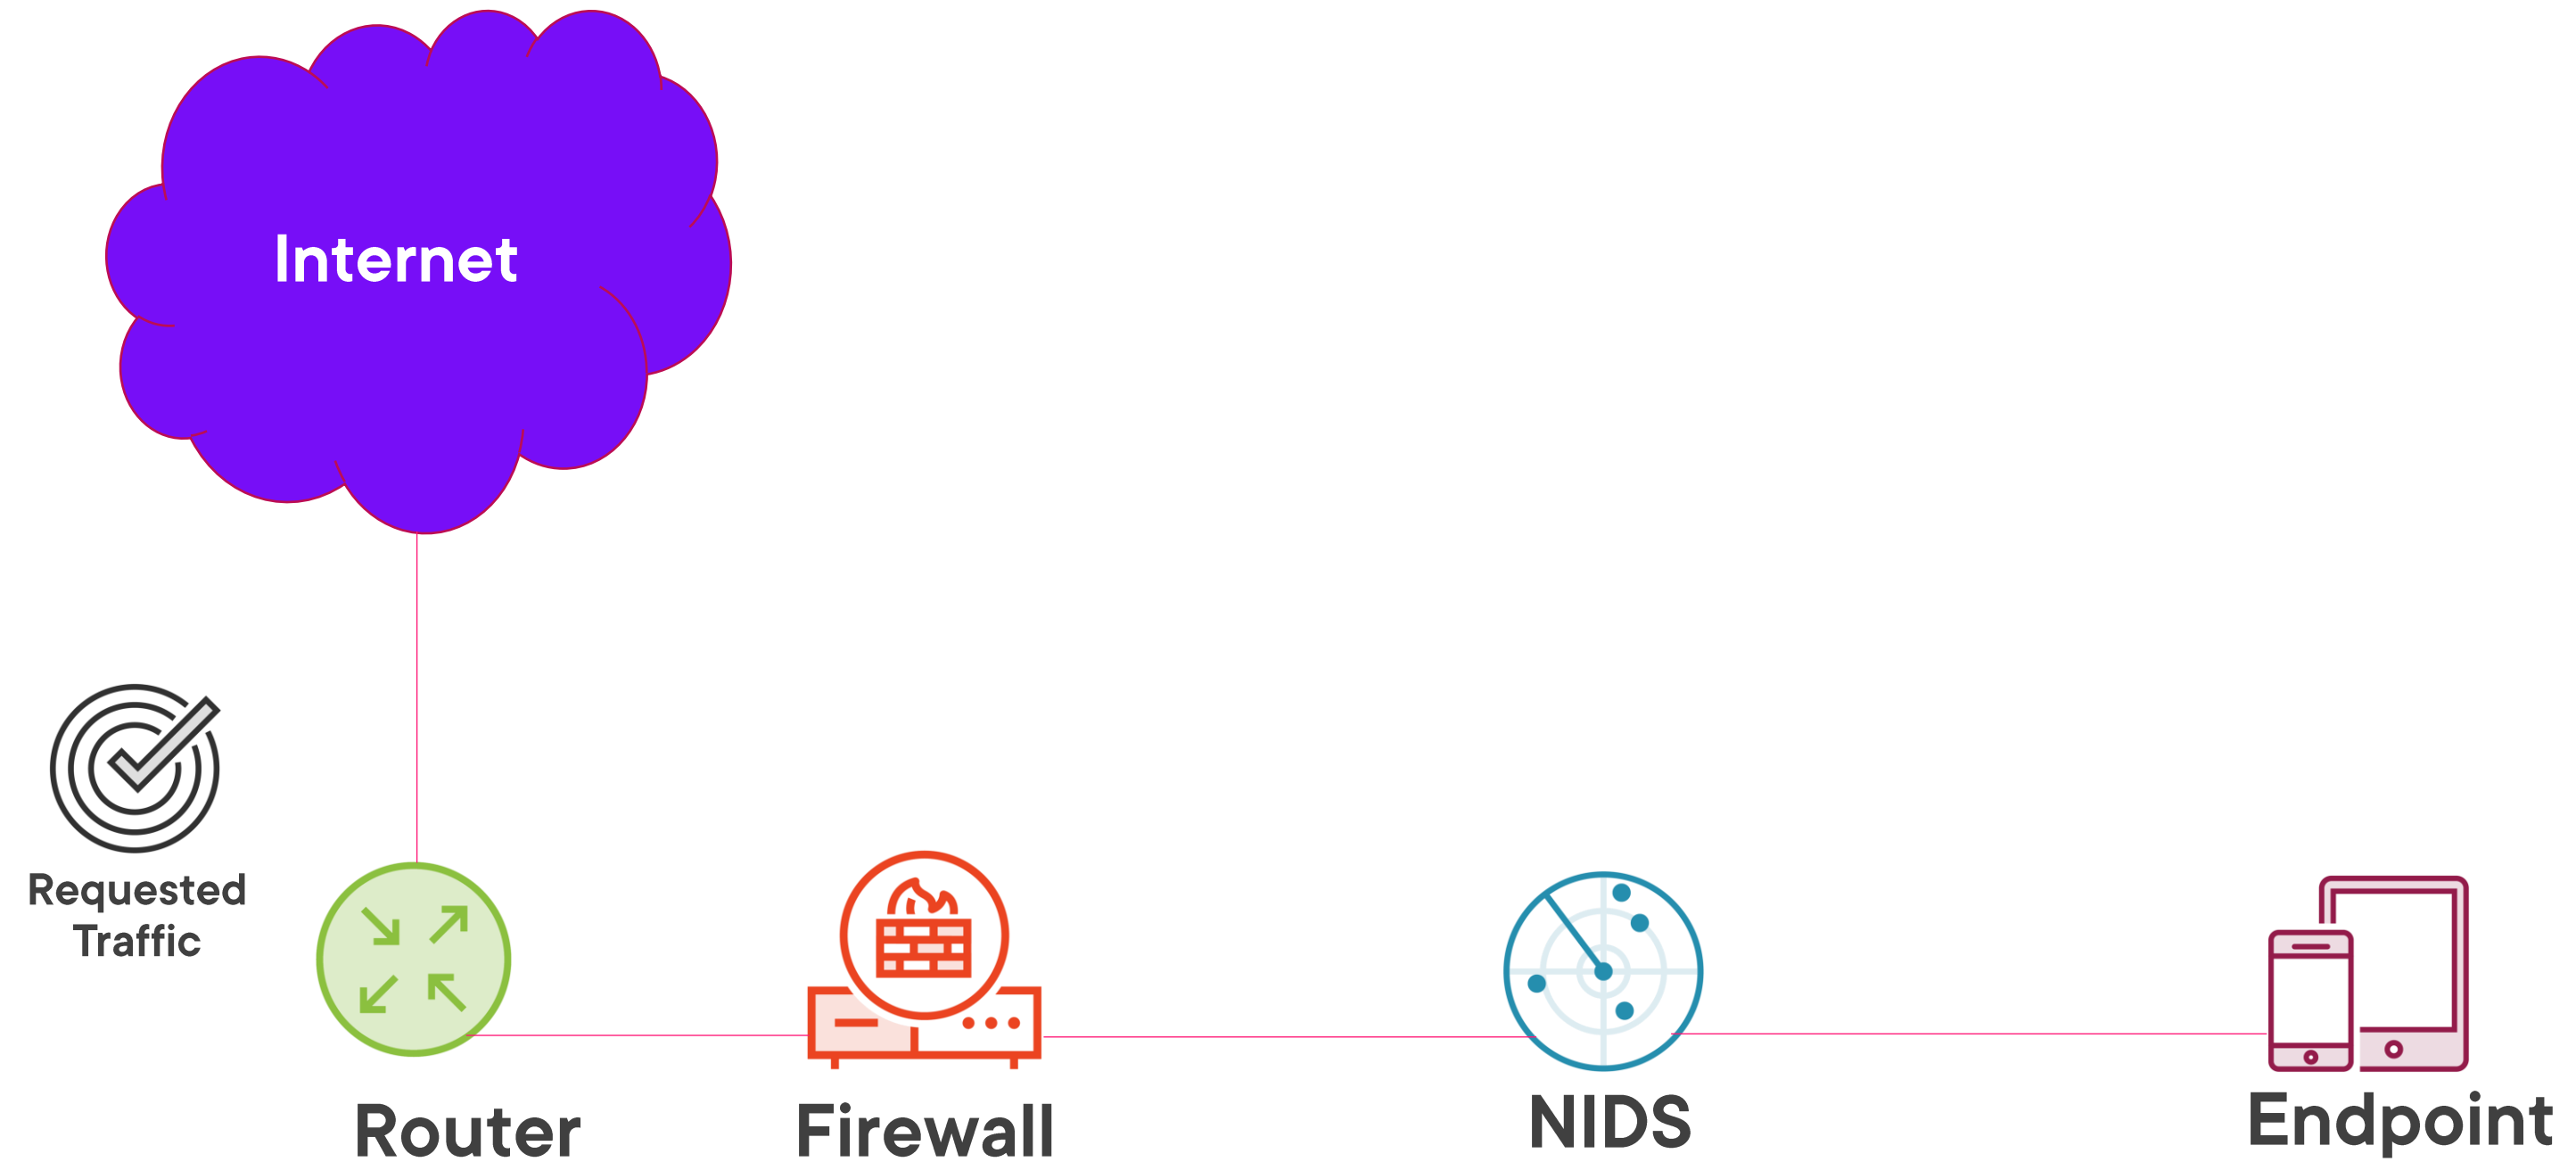 Internet
Requested
Traffic
Router
Firewall
NIDS
Endpoint